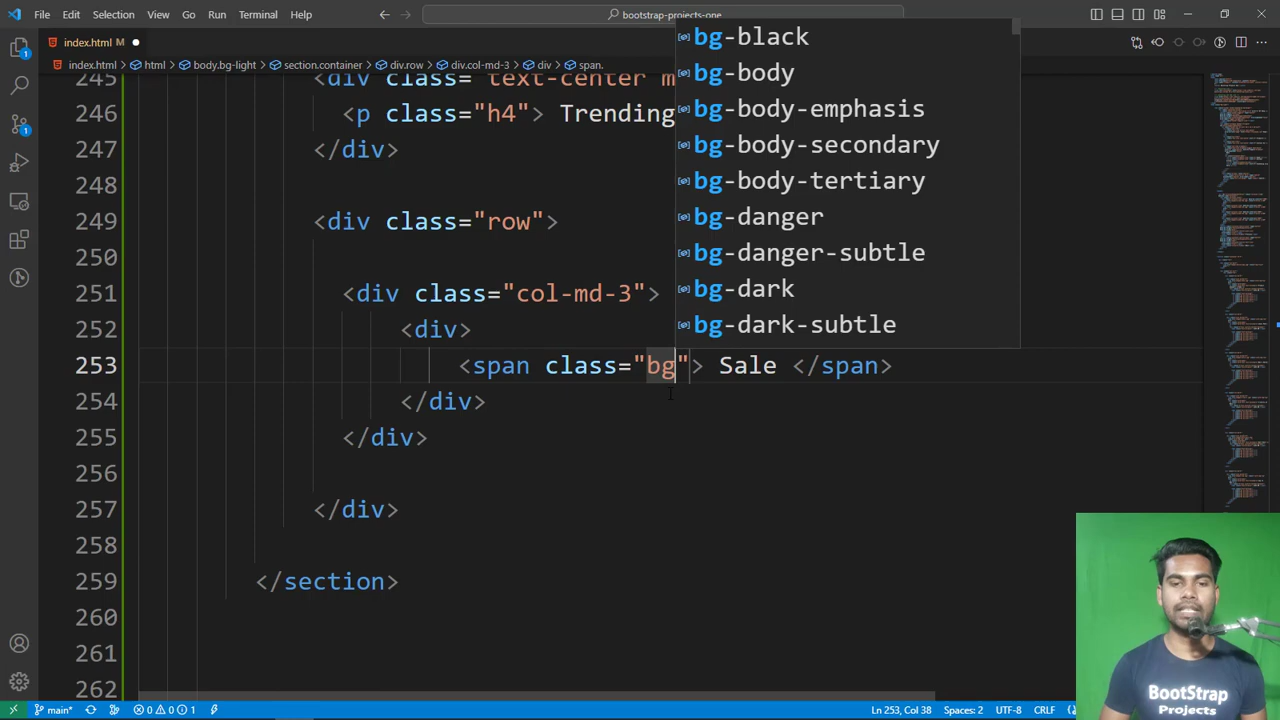 File Edit Selection View Go Run Terminal Help
bootstrap-projects-one
index.html M
index.html > html > body.bg-light > section.container > div.row > div.col-md-3 > div > span.
245 <div class="text-center m
246 <p class="h4"> Trending
247 </div>
248
249 <div class="row">
250
251 <div class="col-md-3">
252 <div>
253 <span class="bg"> Sale </span>
254 </div>
255 </div>
256
257 </div>
258
259 </section>
260
261
262
bg-black
bg-body
bg-body-emphasis
bg-body-secondary
bg-body-tertiary
bg-danger
bg-danger-subtle
bg-dark
bg-dark-subtle
1
1
BootStrap
Projects
main* 0 0 1 Ln 253, Col 38 Spaces: 2 UTF-8 CRLF